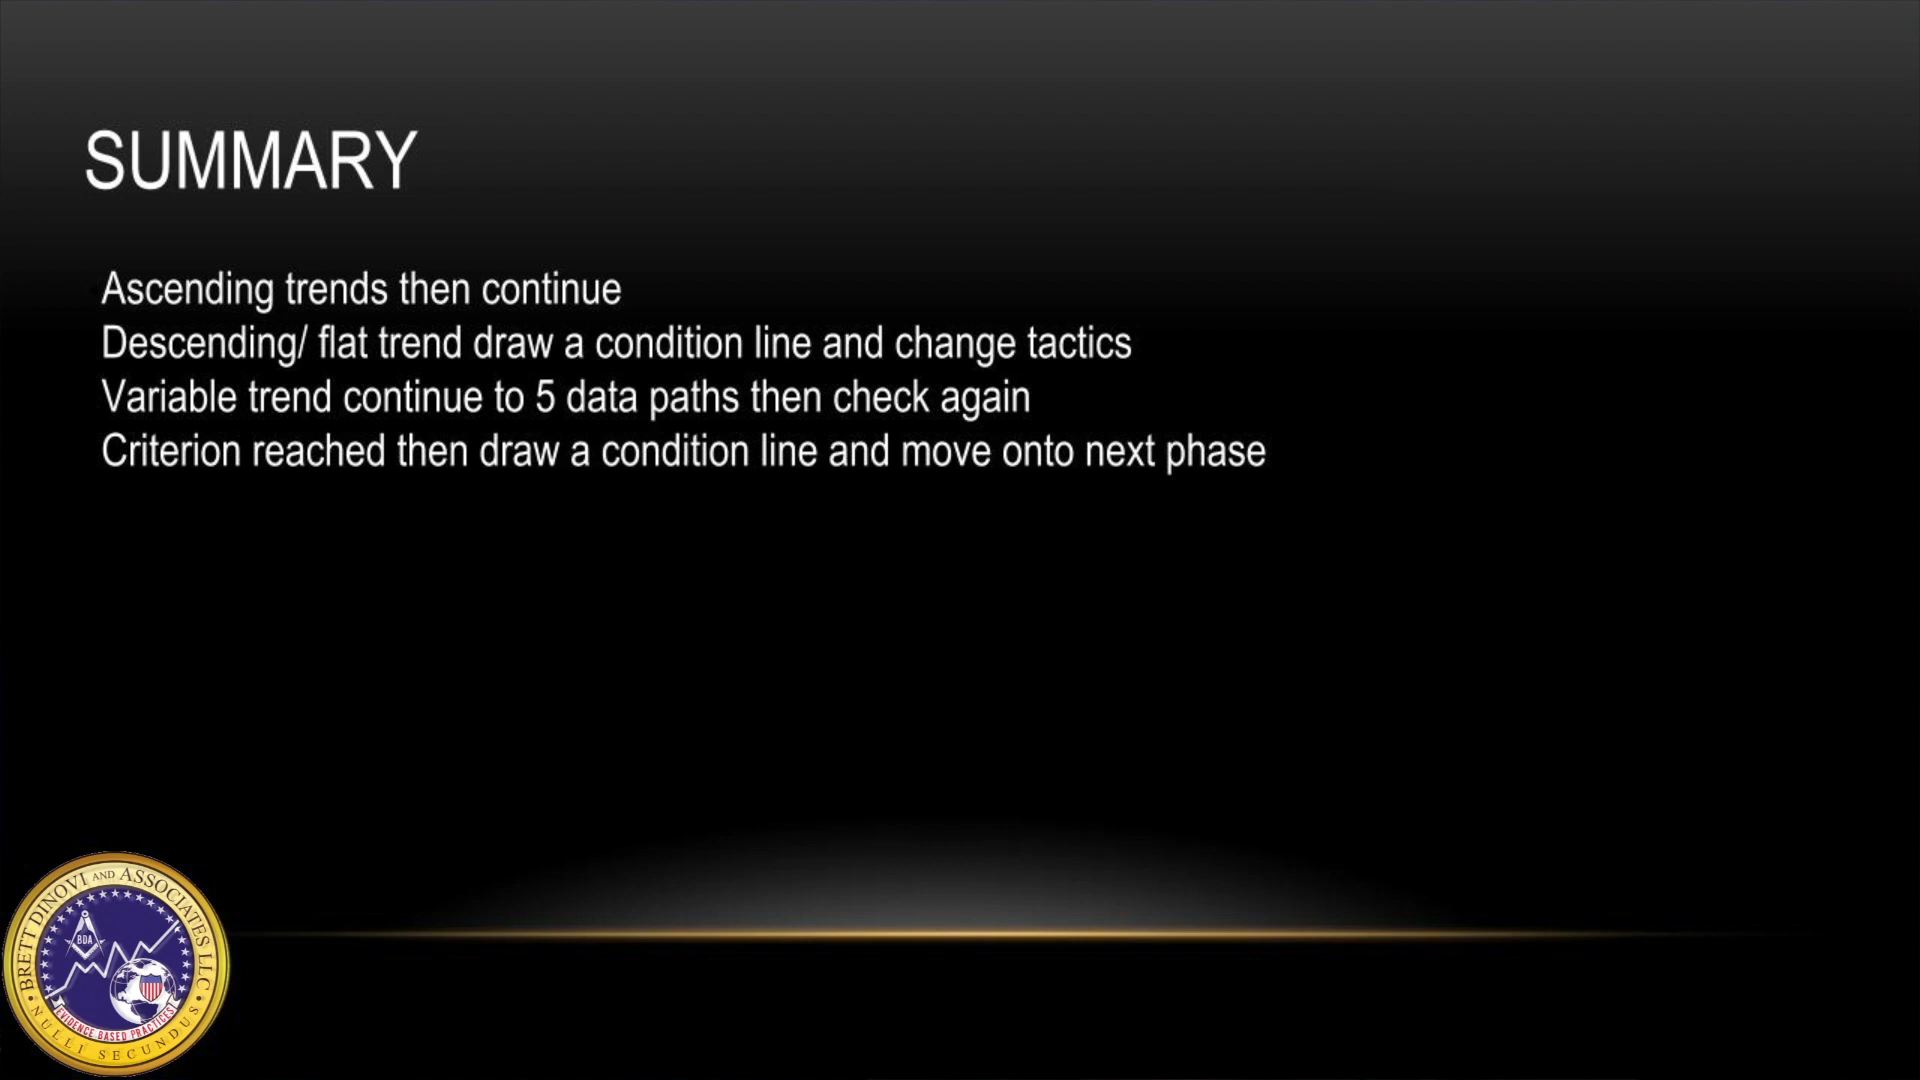 SUMMARY
Ascending trends then continue
Descending/ flat trend draw a condition line and change tactics
Variable trend continue to 5 data paths then check again
Criterion reached then draw a condition line and move onto next phase
BRETT DINOVI AND ASSOCIATES LLC
BDA
EVIDENCE BASED PRACTICES
NULLI SECUNDUS